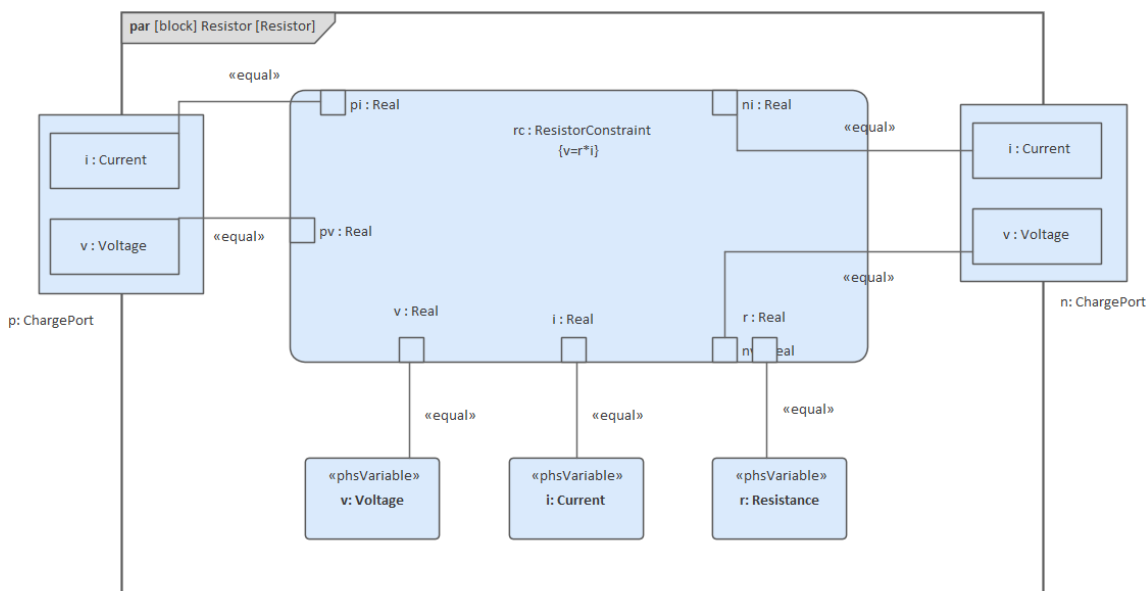 par [block] Resistor [Resistor]
«equal»
pi : Real
ni : Real
rc : ResistorConstraint
{v=r*i}
«equal»
i : Current
i : Current
pv : Real
«equal»
v : Voltage
v : Voltage
«equal»
p: ChargePort
n: ChargePort
v : Real
i : Real
r : Real
eal
«equal»
«equal»
«equal»
«phsVariable»
v: Voltage
«phsVariable»
i: Current
«phsVariable»
r: Resistance